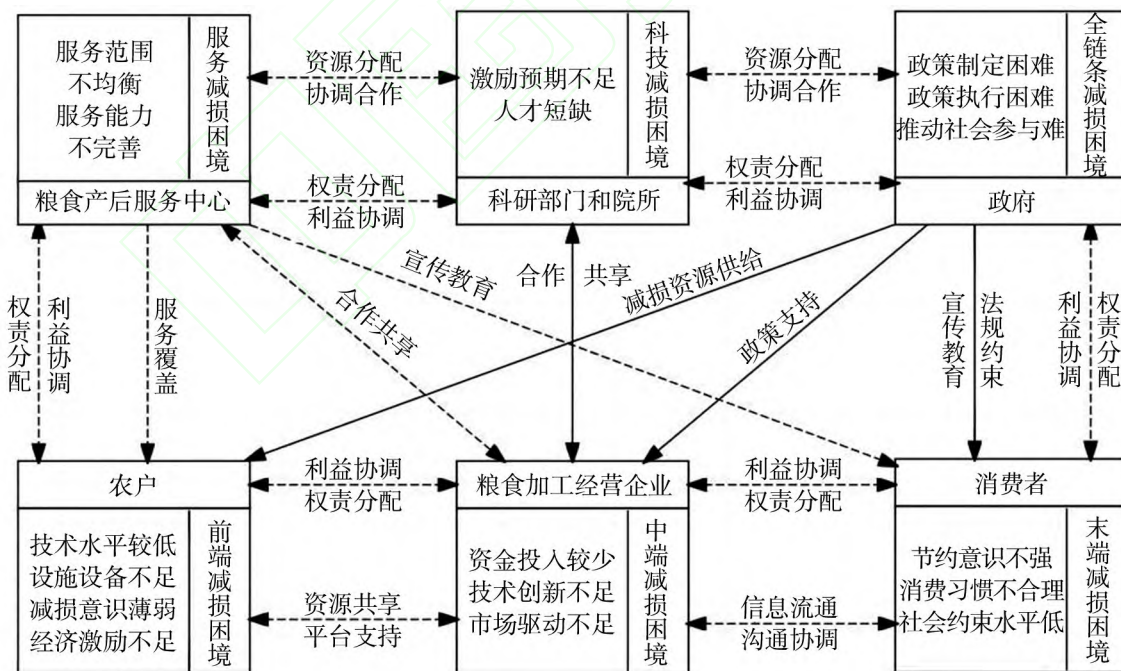 服务范围
不均衡
服务能力
不完善
服务减损困境
粮食产后服务中心
资源分配
协调合作
权责分配
利益协调
激励预期不足
人才短缺
科技减损困境
科研部门和院所
资源分配
协调合作
权责分配
利益协调
政策制定困难
政策执行困难
推动社会参与难
全链条减损困境
政府
权责分配
利益协调
服务覆盖
合作共享
宣传教育
合作
共享
减损资源供给
政策支持
宣传教育
法规约束
利益协调
权责分配
农户
技术水平较低
设施设备不足
减损意识薄弱
经济激励不足
前端减损困境
利益协调
权责分配
资源共享
平台支持
粮食加工经营企业
资金投入较少
技术创新不足
市场驱动不足
中端减损困境
利益协调
权责分配
信息流通
沟通协调
消费者
节约意识不强
消费习惯不合理
社会约束水平低
末端减损困境